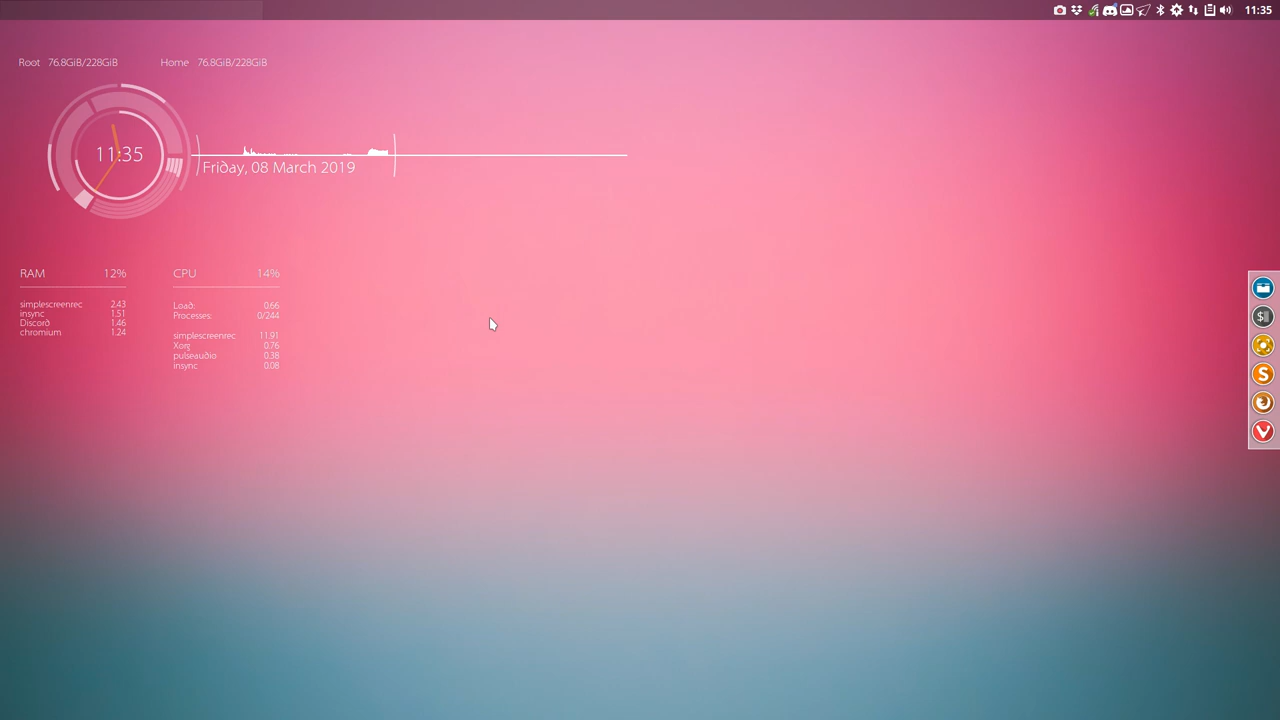 11:35
Root 76.8GiB/228GiB Home 76.8GiB/228GiB
11:35
Friday, 08 March 2019
RAM 12% CPU 14%
simplescreenrec 2.43
insync 1.51
Discord 1.46
chromium 1.24
Load: 0.66
Processes: 0/244
simplescreenrec 11.91
Xorg 0.76
pulseaudio 0.38
insync 0.08